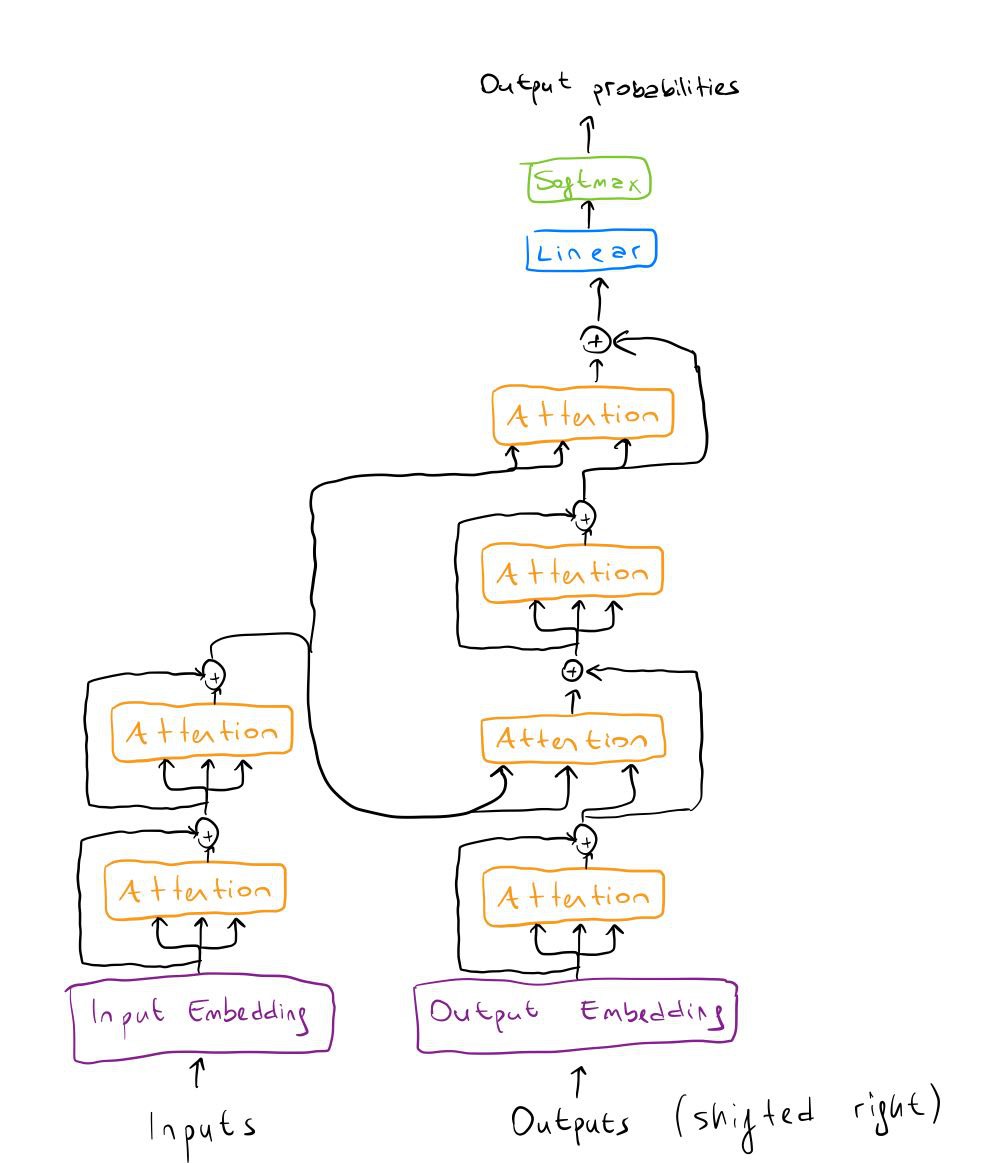 Output probabilities
Softmax
Linear
+
Attention
+
Attention
+
Attention
+
Attention
+
Attention
+
Attention
Input Embedding
Output Embedding
Inputs
Outputs (shifted right)